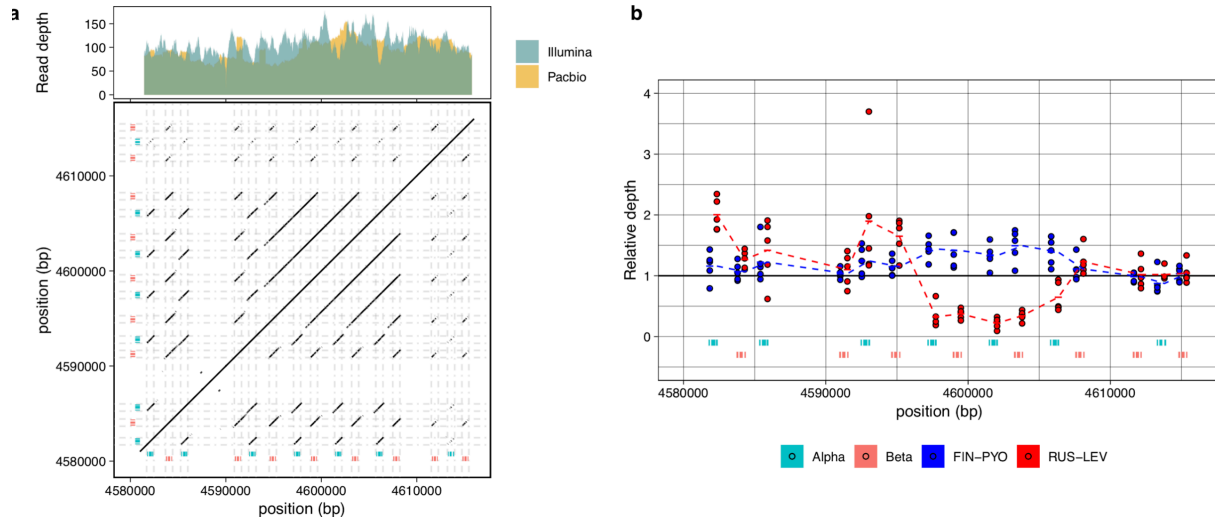 a
Read depth
150
100
50
0
Illumina
Pacbio
position (bp)
4610000
4600000
4590000
4580000
4580000 4590000 4600000 4610000
position (bp)
b
Relative depth
4
3
2
1
0
4580000 4590000 4600000 4610000
position (bp)
Alpha Beta FIN-PYO RUS-LEV